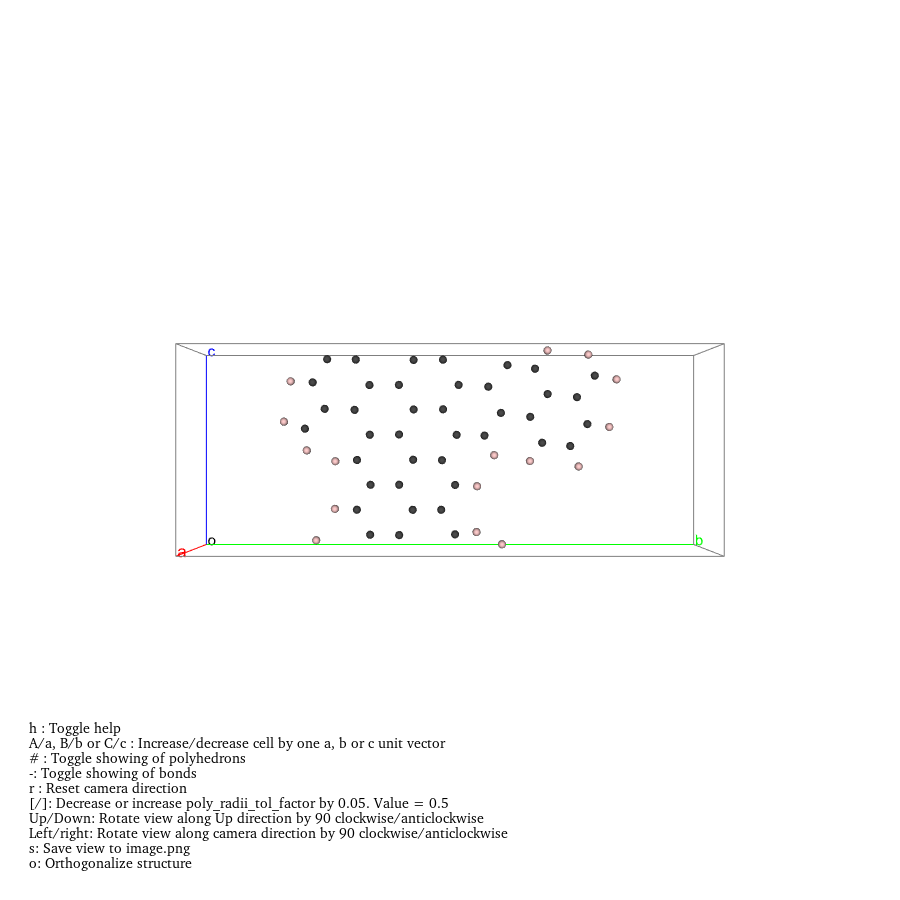 c
o
a
b
h : Toggle help
A/a, B/b or C/c : Increase/decrease cell by one a, b or c unit vector
# : Toggle showing of polyhedrons
-: Toggle showing of bonds
r : Reset camera direction
[/]: Decrease or increase poly_radii_tol_factor by 0.05. Value = 0.5
Up/Down: Rotate view along Up direction by 90 clockwise/anticlockwise
Left/right: Rotate view along camera direction by 90 clockwise/anticlockwise
s: Save view to image.png
o: Orthogonalize structure